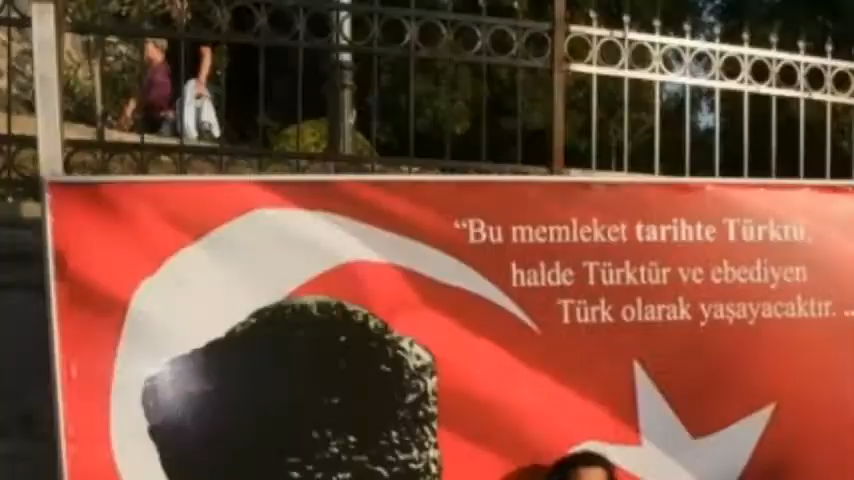 “Bu memleket tarihte Türktü,
halde Türktür ve ebediyen
Türk olarak yaşayacaktır. ..